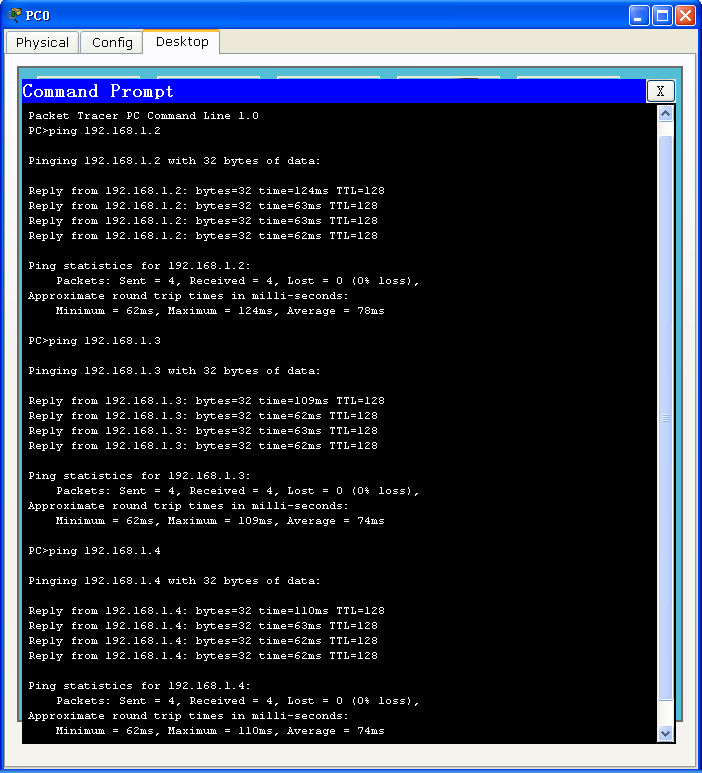 PC0
Physical Config Desktop
Command Prompt X
Packet Tracer PC Command Line 1.0
PC>ping 192.168.1.2
Pinging 192.168.1.2 with 32 bytes of data:
Reply from 192.168.1.2: bytes=32 time=124ms TTL=128
Reply from 192.168.1.2: bytes=32 time=63ms TTL=128
Reply from 192.168.1.2: bytes=32 time=63ms TTL=128
Reply from 192.168.1.2: bytes=32 time=62ms TTL=128
Ping statistics for 192.168.1.2:
Packets: Sent = 4, Received = 4, Lost = 0 (0% loss),
Approximate round trip times in milli-seconds:
Minimum = 62ms, Maximum = 124ms, Average = 78ms
PC>ping 192.168.1.3
Pinging 192.168.1.3 with 32 bytes of data:
Reply from 192.168.1.3: bytes=32 time=109ms TTL=128
Reply from 192.168.1.3: bytes=32 time=62ms TTL=128
Reply from 192.168.1.3: bytes=32 time=63ms TTL=128
Reply from 192.168.1.3: bytes=32 time=62ms TTL=128
Ping statistics for 192.168.1.3:
Packets: Sent = 4, Received = 4, Lost = 0 (0% loss),
Approximate round trip times in milli-seconds:
Minimum = 62ms, Maximum = 109ms, Average = 74ms
PC>ping 192.168.1.4
Pinging 192.168.1.4 with 32 bytes of data:
Reply from 192.168.1.4: bytes=32 time=110ms TTL=128
Reply from 192.168.1.4: bytes=32 time=63ms TTL=128
Reply from 192.168.1.4: bytes=32 time=62ms TTL=128
Reply from 192.168.1.4: bytes=32 time=62ms TTL=128
Ping statistics for 192.168.1.4:
Packets: Sent = 4, Received = 4, Lost = 0 (0% loss),
Approximate round trip times in milli-seconds:
Minimum = 62ms, Maximum = 110ms, Average = 74ms